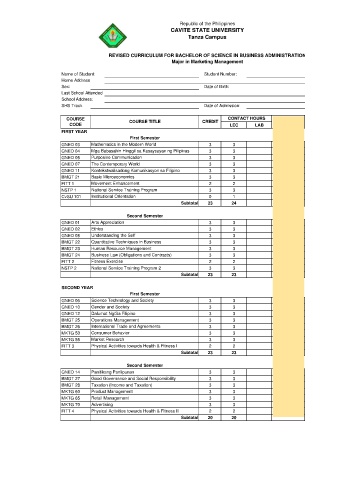 Republic of the Philippines
CAVITE STATE UNIVERSITY
Tanza Campus
REVISED CURRICULUM FOR BACHELOR OF SCIENCE IN BUSINESS ADMINISTRATION
Major in Marketing Management
Name of Student: Student Number:
Home Address
Sex: Date of Birth:
Last School Attended
School Address:
SHS Track Date of Admission:
COURSE CODE COURSE TITLE CREDIT CONTACT HOURS
LEC LAB
FIRST YEAR
First Semester
GNED 03 Mathematics in the Modern World 3 3
GNED 04 Mga Babasahin Hinggil sa Kasaysayan ng Pilipinas 3 3
GNED 05 Purposive Communication 3 3
GNED 07 The Contemporary World 3 3
GNED 11 Kontekstwalisadong Komunikasyon sa Filipino 3 3
BMGT 21 Basic Microeconomics 3 3
FITT 1 Movement Enhancement 2 2
NSTP 1 National Service Training Program 3 3
CvSU 101 Institutional Orientation 0 1
Subtotal 23 24
Second Semester
GNED 01 Arts Appreciation 3 3
GNED 02 Ethics 3 3
GNED 08 Understanding the Self 3 3
BMGT 22 Quantitative Techniques in Business 3 3
BMGT 23 Human Resource Management 3 3
BMGT 24 Business Law (Obligations and Contracts) 3 3
FITT 2 Fitness Exercise 2 2
NSTP 2 National Service Training Program 2 3 3
Subtotal 23 23
SECOND YEAR
First Semester
GNED 06 Science Technology and Society 3 3
GNED 10 Gender and Society 3 3
GNED 12 Dalumat Ng/Sa Filipino 3 3
BMGT 25 Operations Management 3 3
BMGT 26 International Trade and Agreements 3 3
MKTG 50 Consumer Behavior 3 3
MKTG 55 Market Research 3 3
FITT 3 Physical Activities towards Health & Fitness I 2 2
Subtotal 23 23
Second Semester
GNED 14 Panitikang Panlipunan 3 3
BMGT 27 Good Governance and Social Responsibility 3 3
BMGT 28 Taxation (Income and Taxation) 3 3
MKTG 60 Product Management 3 3
MKTG 65 Retail Management 3 3
MKTG 70 Advertising 3 3
FITT 4 Physical Activities towards Health & Fitness II 2 2
Subtotal 20 20